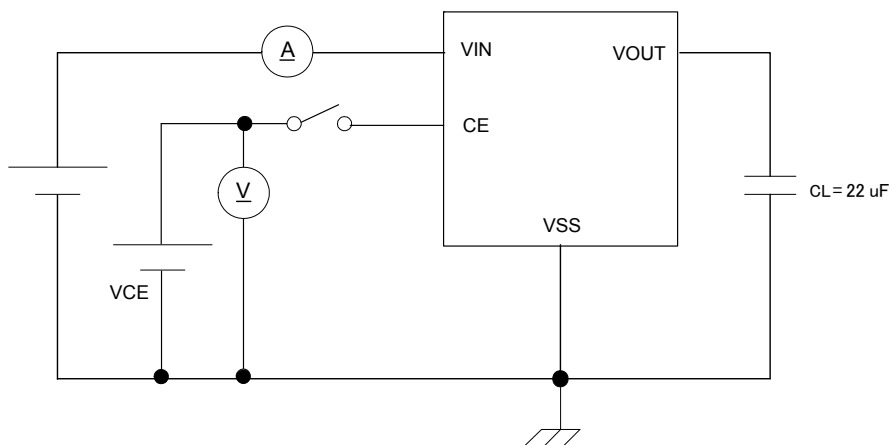 A
VIN
VOUT
CE
V
CL = 22 uF
VSS
VCE